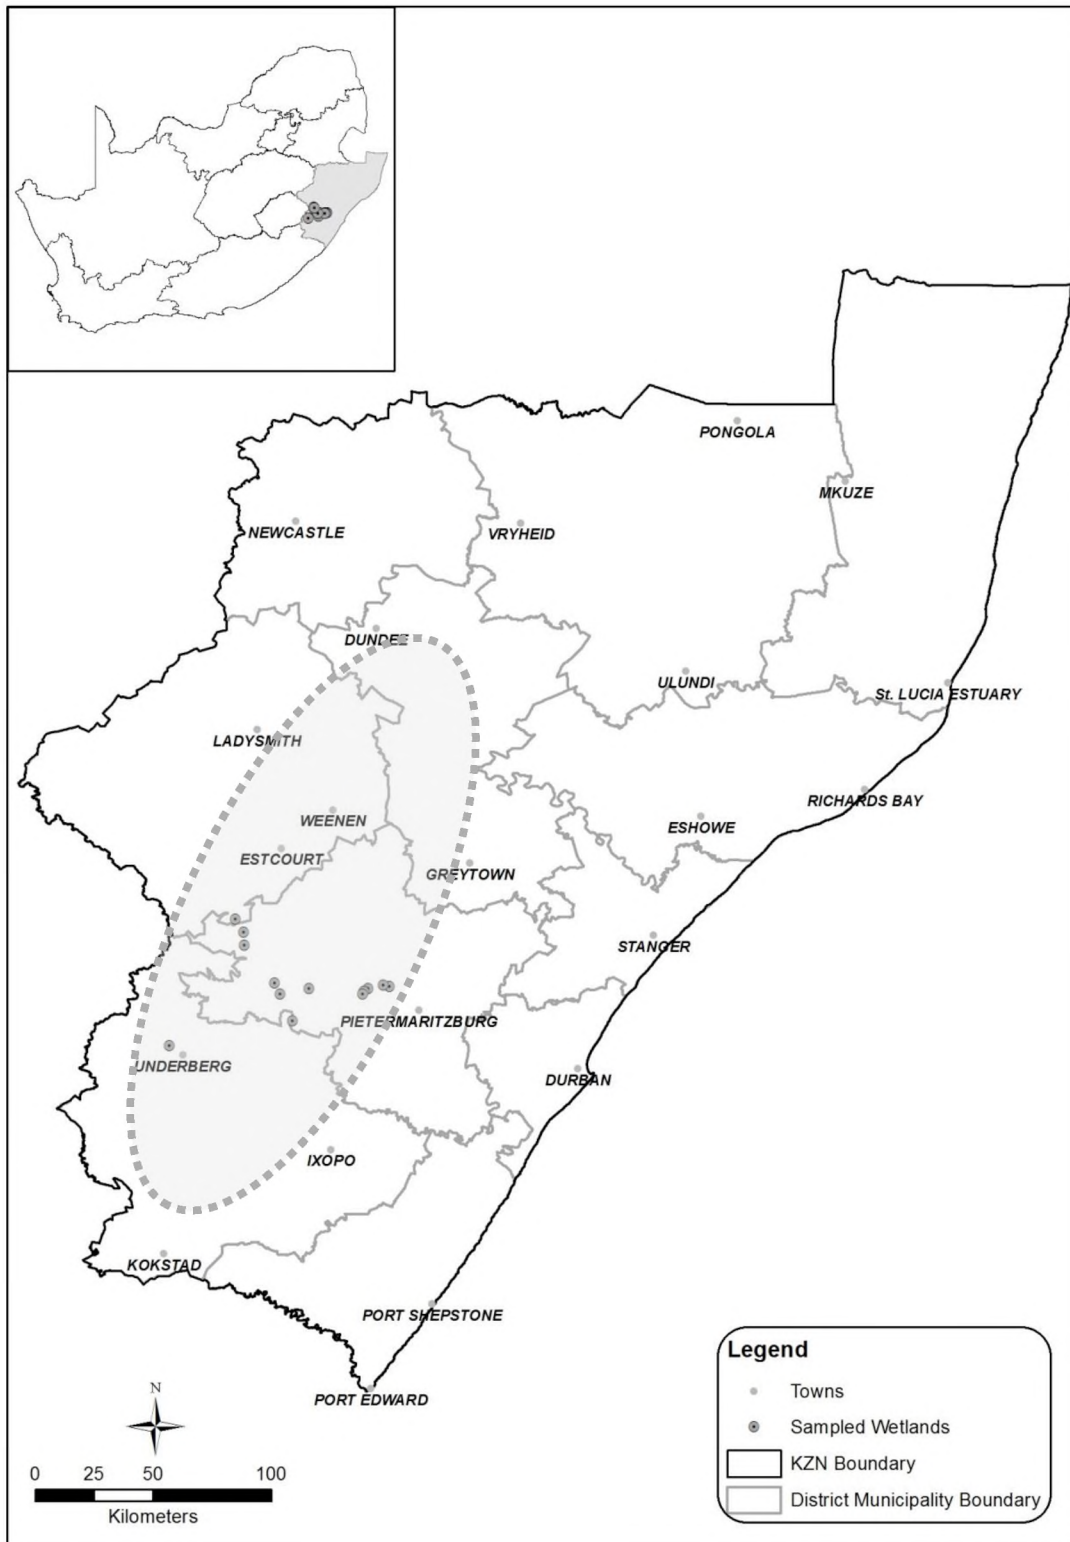 PONGOLA
MKUZE
NEWCASTLE
VRYHEID
DUNDEE
ULUNDI
St. LUCIA ESTUARY
LADYSMITH
RICHARDS BAY
WEENEN
ESHOWE
ESTCOURT
GREYTOWN
STANGER
PIETERMARITZBURG
UNDERBERG
DURBAN
IXOPO
KOKSTAD
PORT SHEPSTONE
PORT EDWARD
N
0 25 50 100
Kilometers
Legend
Towns
Sampled Wetlands
KZN Boundary
District Municipality Boundary